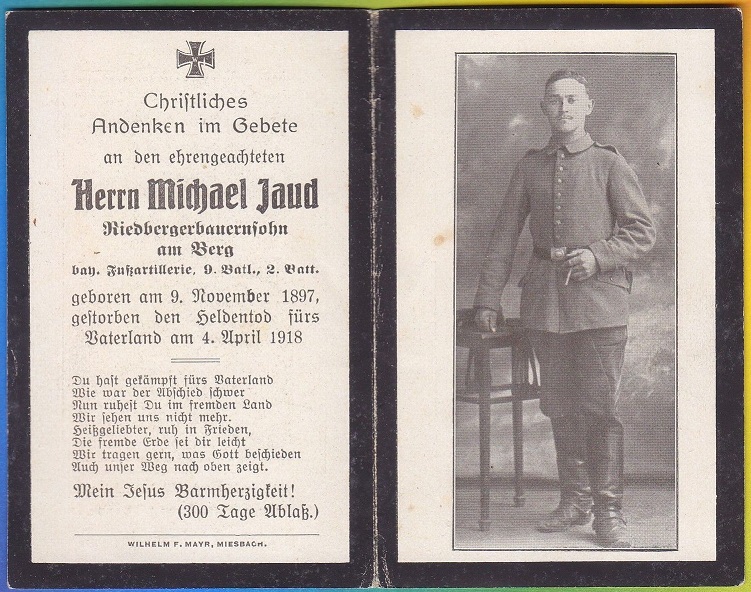 Christliches
Andenken im Gebete
an den ehrengeachteten
Herrn Michael Jaud
Riedbergerbauernsohn
am Berg
bay. Fußartillerie, 9. Batl., 2. Batt.
geboren am 9. November 1897,
gestorben den Heldentod fürs
Vaterland am 4. April 1918
Du hast gekämpft fürs Vaterland
Wie war der Abschied schwer
Nun ruhest Du im fremden Land
Wir sehen uns nicht mehr.
Heißgeliebter, ruh in Frieden,
Die fremde Erde sei dir leicht
Wir tragen gern, was Gott beschieden
Auch unser Weg nach oben zeigt.
Mein Jesus Barmherzigkeit!
(300 Tage Ablaß.)
WILHELM F. MAYR, MIESBACH.